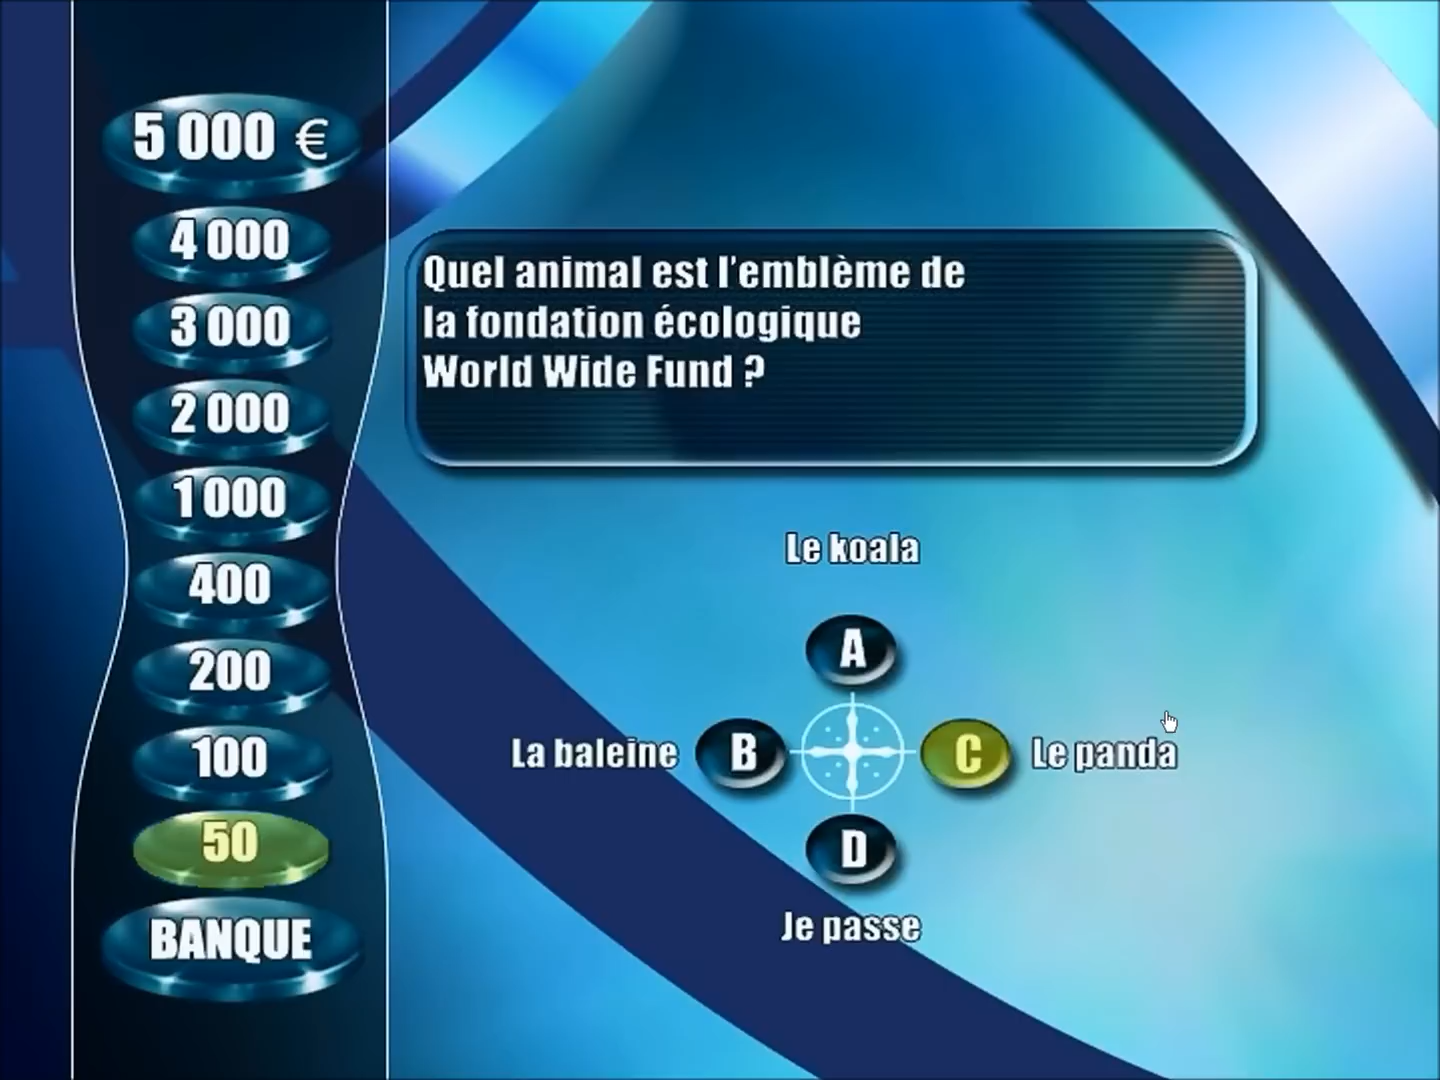 5 000 €
4 000
3 000
2 000
1 000
400
200
100
50
BANQUE
Quel animal est l'emblème de
la fondation écologique
World Wide Fund ?
Le koala
A
La baleine
B
C
Le panda
D
Je passe